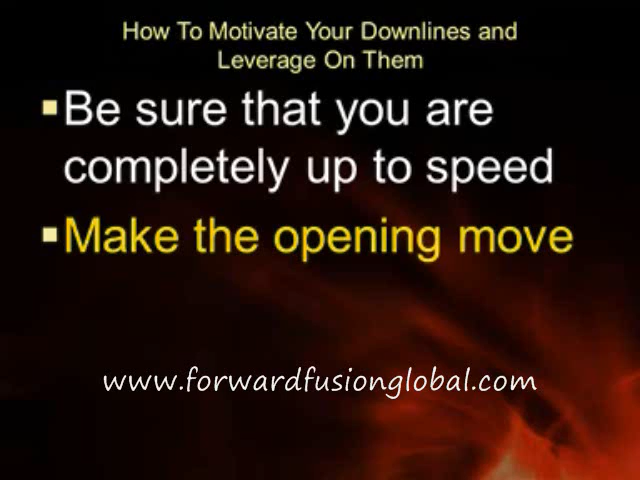 How To Motivate Your Downlines and
Leverage On Them
Be sure that you are
completely up to speed
Make the opening move
www.forwardfusionglobal.com